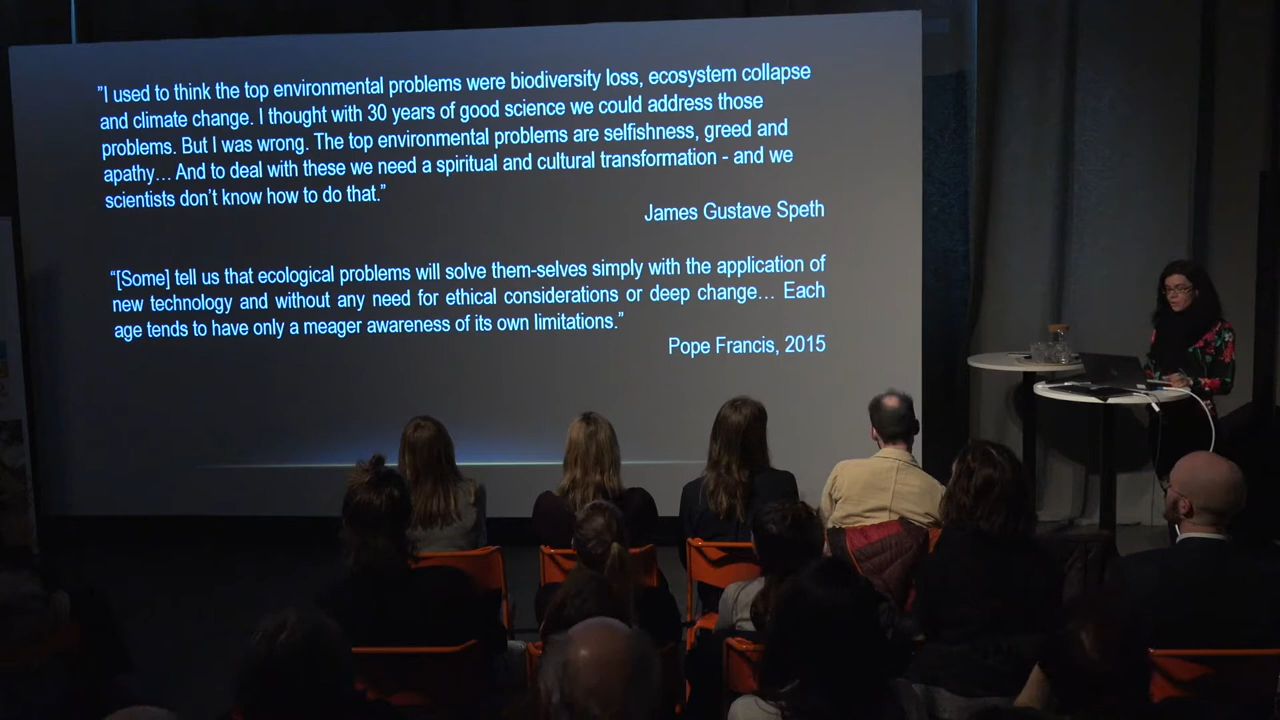 ”I used to think the top environmental problems were biodiversity loss, ecosystem collapse
and climate change. I thought with 30 years of good science we could address those
problems. But I was wrong. The top environmental problems are selfishness, greed and
apathy… And to deal with these we need a spiritual and cultural transformation - and we
scientists don’t know how to do that.”
James Gustave Speth
“[Some] tell us that ecological problems will solve them-selves simply with the application of
new technology and without any need for ethical considerations or deep change… Each
age tends to have only a meager awareness of its own limitations.”
Pope Francis, 2015